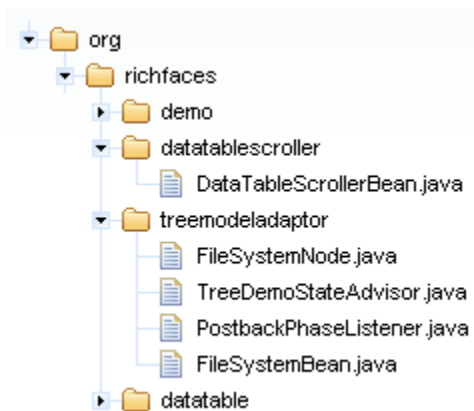 org
richfaces
demo
datatablescroller
DataTableScrollerBean.java
treemodeladaptor
FileSystemNode.java
TreeDemoStateAdvisor.java
PostbackPhaseListener.java
FileSystemBean.java
datatable